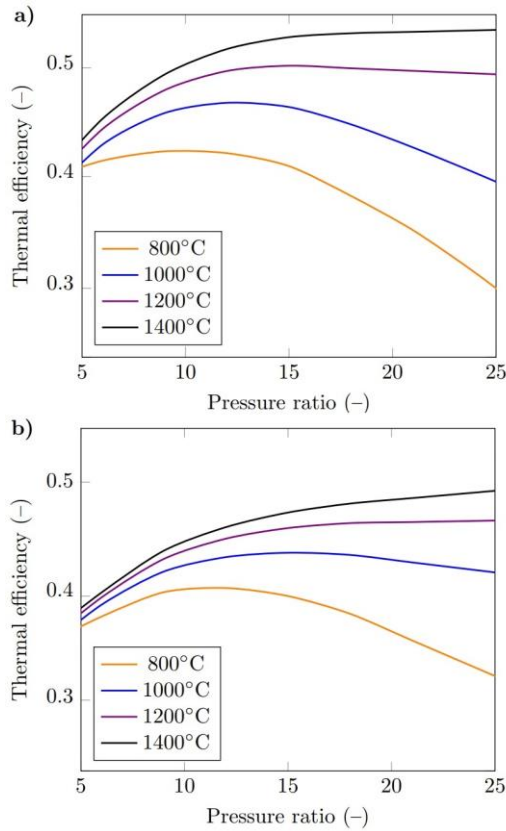 a)
Thermal efficiency (–)
0.5
0.4
0.3
800°C
1000°C
1200°C
1400°C
5 10 15 20 25
Pressure ratio (–)
b)
Thermal efficiency (–)
0.5
0.4
0.3
800°C
1000°C
1200°C
1400°C
5 10 15 20 25
Pressure ratio (–)